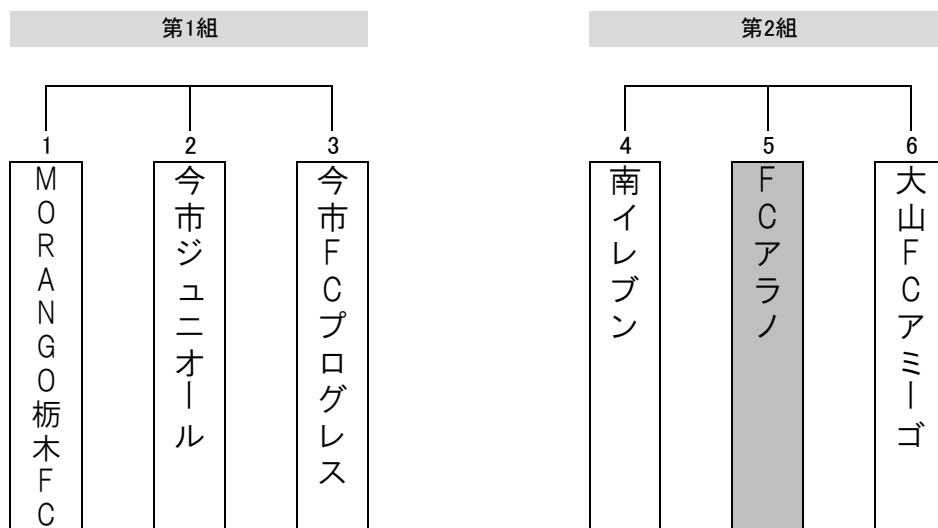 第1組
第2組
1
2
3
4
5
6
MORANGO栃木FC
今市ジュニオール
今市FCプログレス
南イレブン
FCアラノ
大山FCアミーゴ